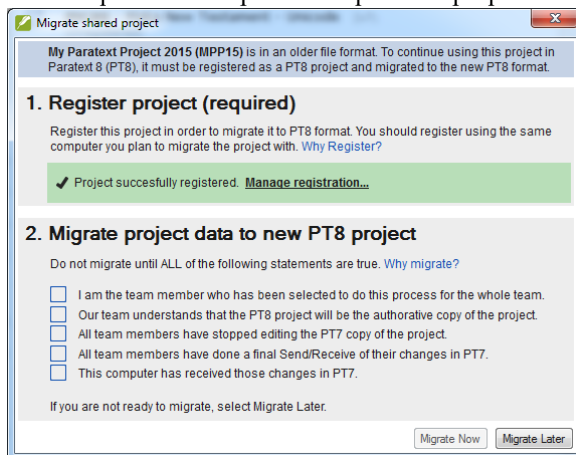 Migrate shared project
My Paratext Project 2015 (MPP15) is in an older file format. To continue using this project in
Paratext 8 (PT8), it must be registered as a PT8 project and migrated to the new PT8 format.
1. Register project (required)
Register this project in order to migrate it to PT8 format. You should register using the same
computer you plan to migrate the project with. Why Register?
Project succesfully registered. Manage registration...
2. Migrate project data to new PT8 project
Do not migrate until ALL of the following statements are true. Why migrate?
I am the team member who has been selected to do this process for the whole team.
Our team understands that the PT8 project will be the authorative copy of the project.
All team members have stopped editing the PT7 copy of the project.
All team members have done a final Send/Receive of their changes in PT7.
This computer has received those changes in PT7.
If you are not ready to migrate, select Migrate Later.
Migrate Now Migrate Later